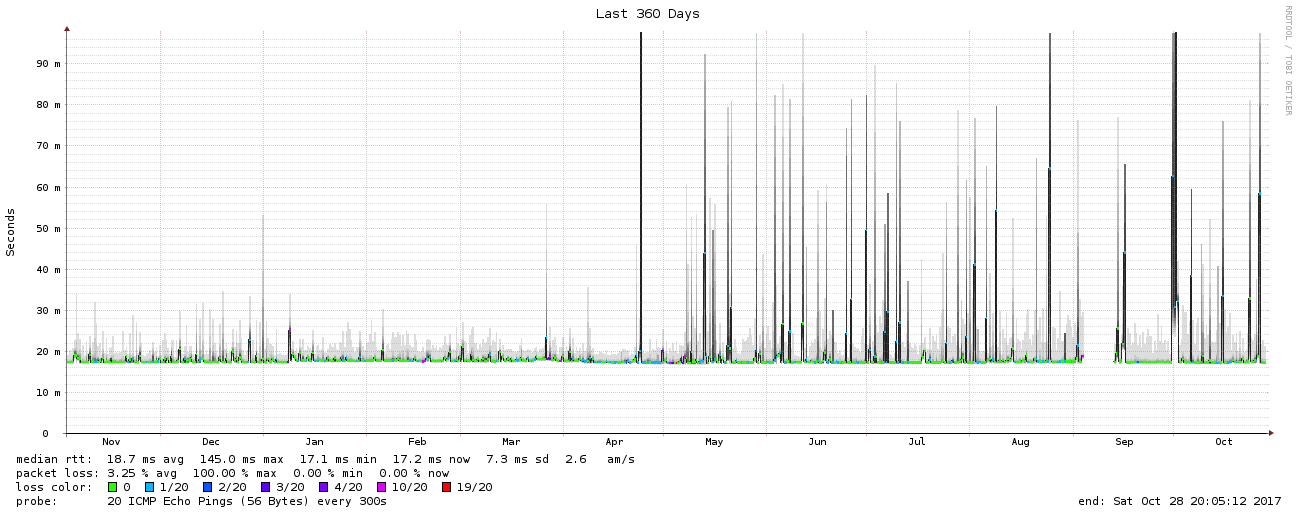 Last 360 Days
RRDTOOL / TOBI OETIKER
Seconds
90 m
80 m
70 m
60 m
50 m
40 m
30 m
20 m
10 m
0
Nov Dec Jan Feb Mar Apr May Jun Jul Aug Sep Oct
median rtt: 18.7 ms avg 145.0 ms max 17.1 ms min 17.2 ms now 7.3 ms sd 2.6 am/s
packet loss: 3.25 % avg 100.00 % max 0.00 % min 0.00 % now
loss color: 0 1/20 2/20 3/20 4/20 10/20 19/20
probe: 20 ICMP Echo Pings (56 Bytes) every 300s
end: Sat Oct 28 20:05:12 2017